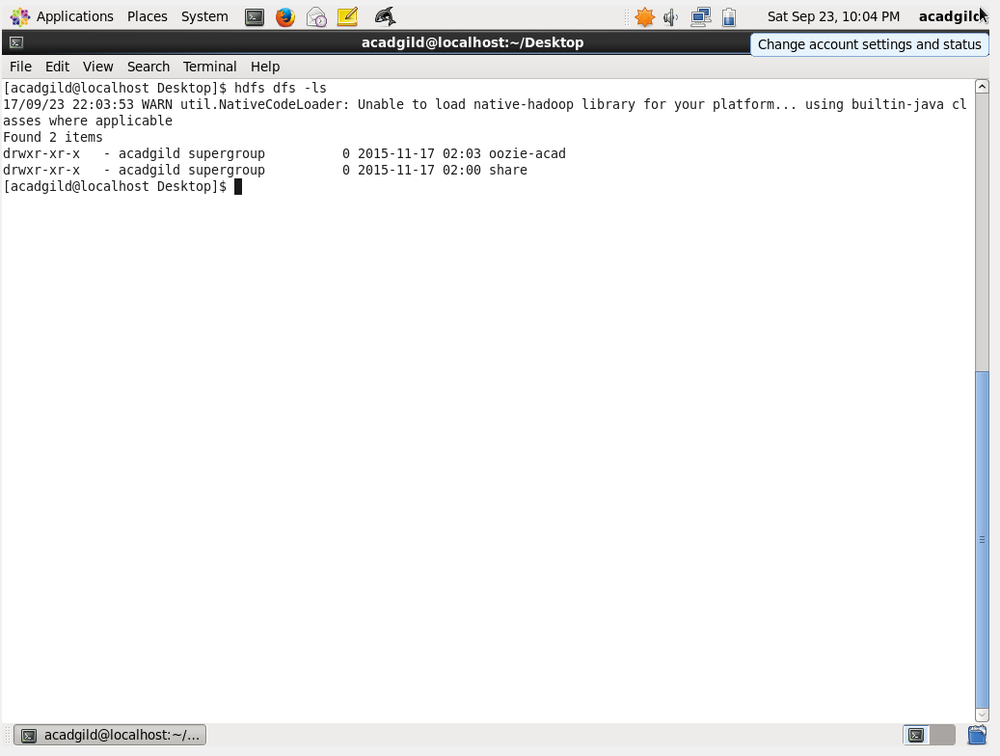 Applications Places System Sat Sep 23, 10:04 PM acadgild
acadgild@localhost:~/Desktop
Change account settings and status
File Edit View Search Terminal Help
[acadgild@localhost Desktop]$ hdfs dfs -ls
17/09/23 22:03:53 WARN util.NativeCodeLoader: Unable to load native-hadoop library for your platform... using builtin-java cl
asses where applicable
Found 2 items
drwxr-xr-x   - acadgild supergroup          0 2015-11-17 02:03 oozie-acad
drwxr-xr-x   - acadgild supergroup          0 2015-11-17 02:00 share
[acadgild@localhost Desktop]$
acadgild@localhost:~/...